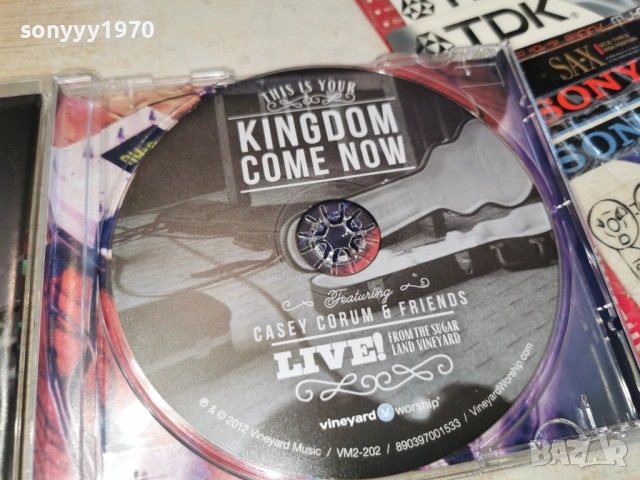 sonyyy1970
TDK
SA-X
SONY
THIS IS YOUR
KINGDOM
COME NOW
Featuring
CASEY CORUM & FRIENDS
LIVE! FROM THE SUGAR
LAND VINEYARD
vineyard V worship
℗ & © 2012 Vineyard Music / VM2-202 / 890397001533 / VineyardWorship.com
bazar